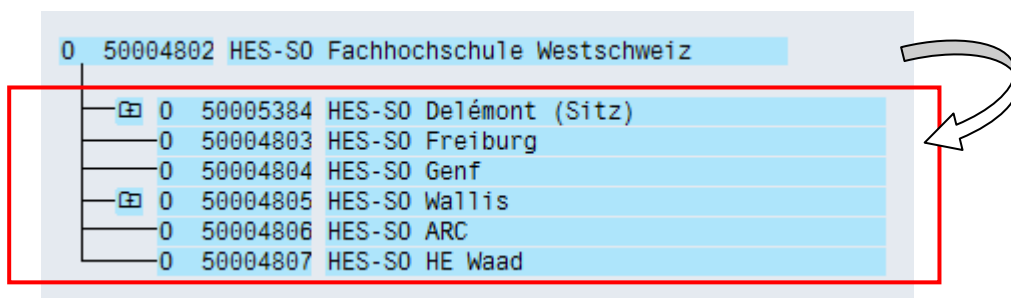 O 50004802 HES-SO Fachhochschule Westschweiz
O 50005384 HES-SO Delémont (Sitz)
O 50004803 HES-SO Freiburg
O 50004804 HES-SO Genf
O 50004805 HES-SO Wallis
O 50004806 HES-SO ARC
O 50004807 HES-SO HE Waad